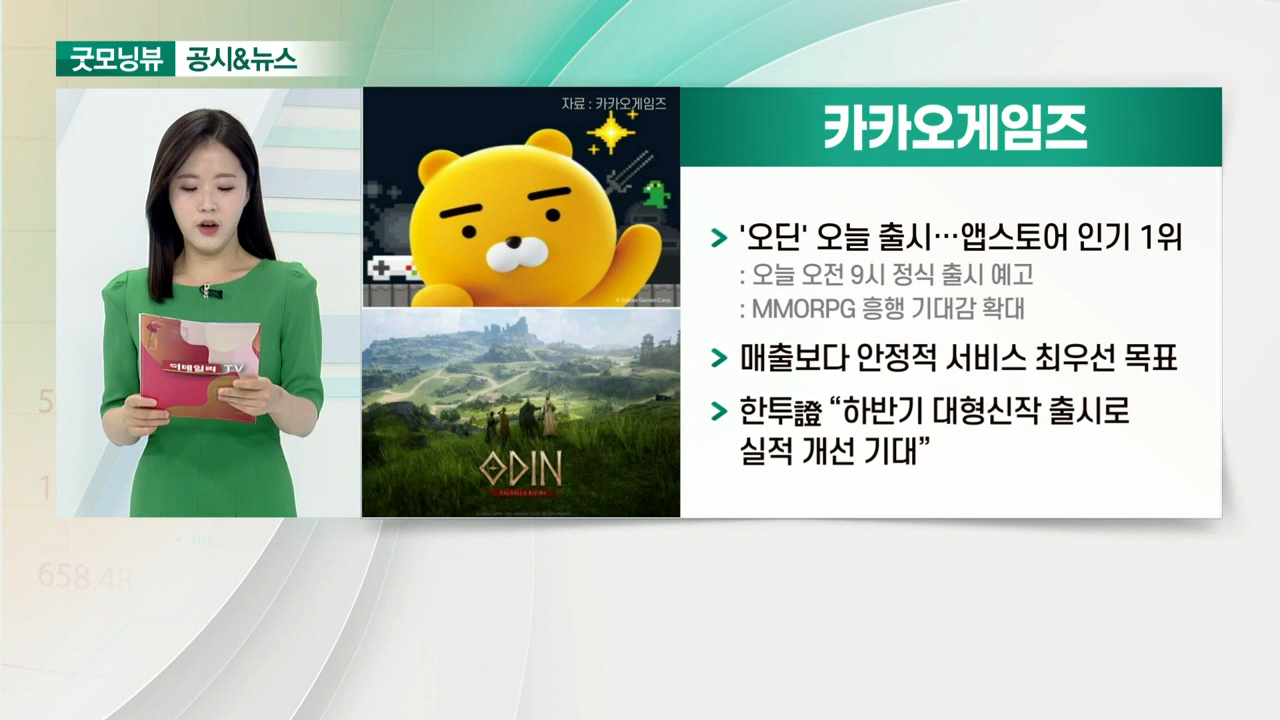 굿모닝뷰 공시&뉴스
자료 : 카카오게임즈
카카오게임즈
'오딘' 오늘 출시…앱스토어 인기 1위
: 오늘 오전 9시 정식 출시 예고
: MMORPG 흥행 기대감 확대
매출보다 안정적 서비스 최우선 목표
한투證 “하반기 대형신작 출시로
실적 개선 기대”
이데일리 TV
ODIN
VALHALLA RISING
658.48